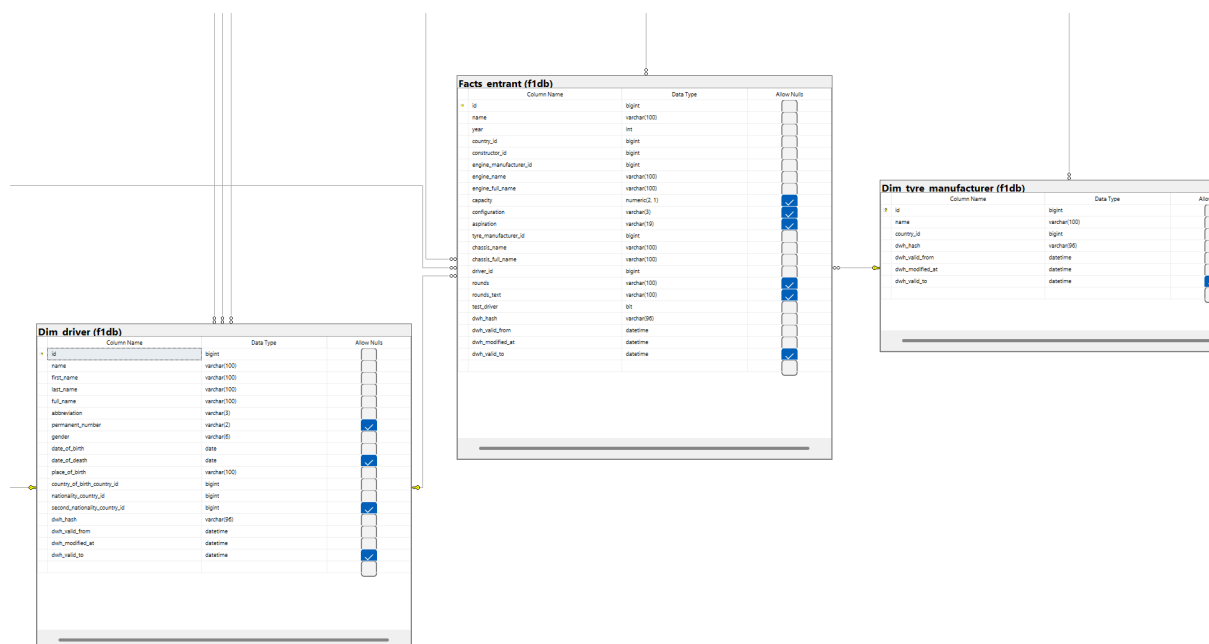 Facts_entrant (f1db)
Column Name Data Type Allow Nulls
id bigint
name varchar(100)
year int
country_id bigint
constructor_id bigint
engine_manufacturer_id bigint
engine_name varchar(100)
engine_full_name varchar(100)
capacity numeric(2, 1)
configuration varchar(3)
aspiration varchar(19)
tyre_manufacturer_id bigint
chassis_name varchar(100)
chassis_full_name varchar(100)
driver_id bigint
rounds varchar(100)
rounds_text varchar(100)
test_driver bit
dwh_hash varchar(96)
dwh_valid_from datetime
dwh_modified_at datetime
dwh_valid_to datetime
Dim_tyre_manufacturer (f1db)
Column Name Data Type Allo
id bigint
name varchar(100)
country_id bigint
dwh_hash varchar(96)
dwh_valid_from datetime
dwh_modified_at datetime
dwh_valid_to datetime
Dim_driver (f1db)
Column Name Data Type Allow Nulls
id bigint
name varchar(100)
first_name varchar(100)
last_name varchar(100)
full_name varchar(100)
abbreviation varchar(3)
permanent_number varchar(2)
gender varchar(6)
date_of_birth date
date_of_death date
place_of_birth varchar(100)
country_of_birth_country_id bigint
nationality_country_id bigint
second_nationality_country_id bigint
dwh_hash varchar(96)
dwh_valid_from datetime
dwh_modified_at datetime
dwh_valid_to datetime